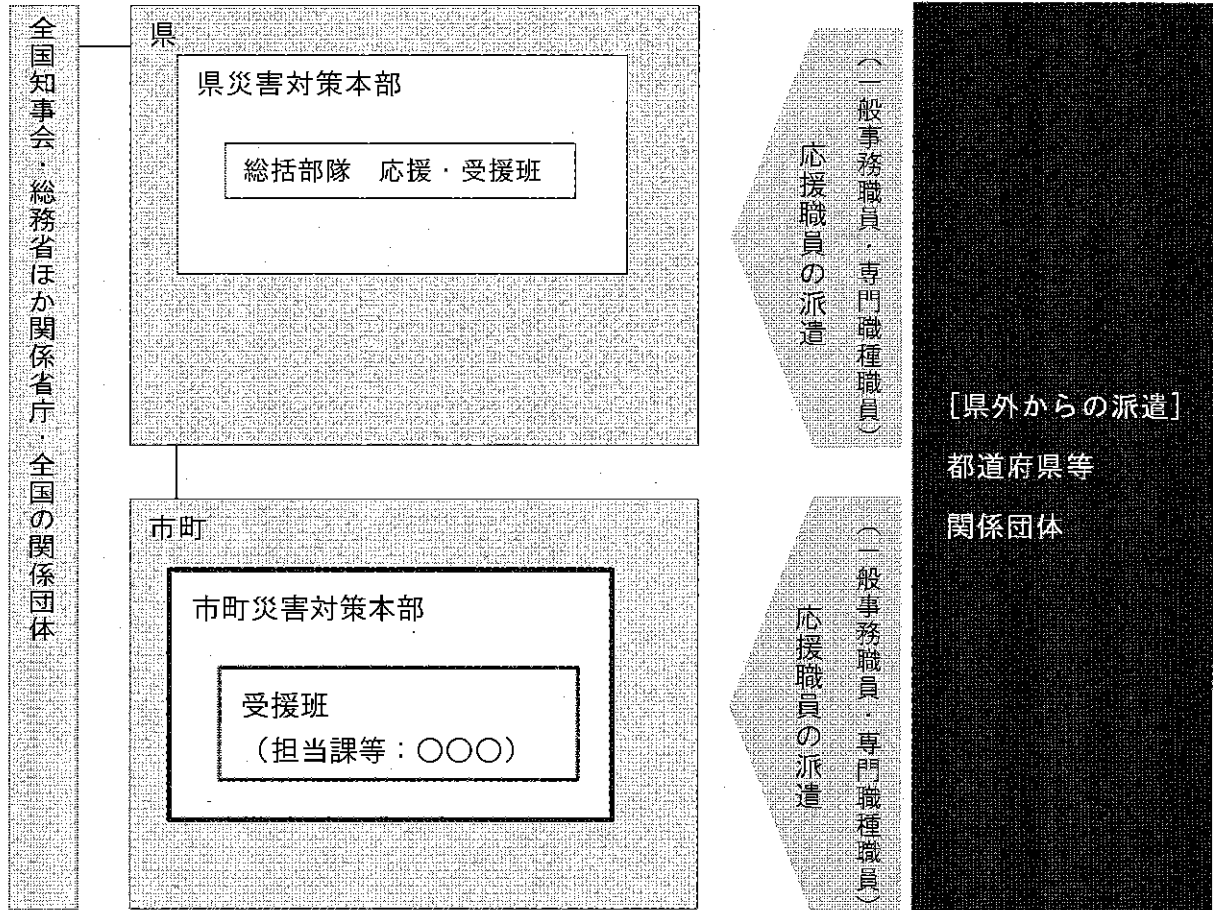 全国知事会・総務省ほか関係省庁・全国の関係団体
県
県災害対策本部
総括部隊　応援・受援班
応援職員の派遣
（一般事務職員・専門職種職員）
市町
市町災害対策本部
受援班
（担当課等：〇〇〇）
応援職員の派遣
（一般事務職員・専門職種職員）
[県外からの派遣]
都道府県等
関係団体